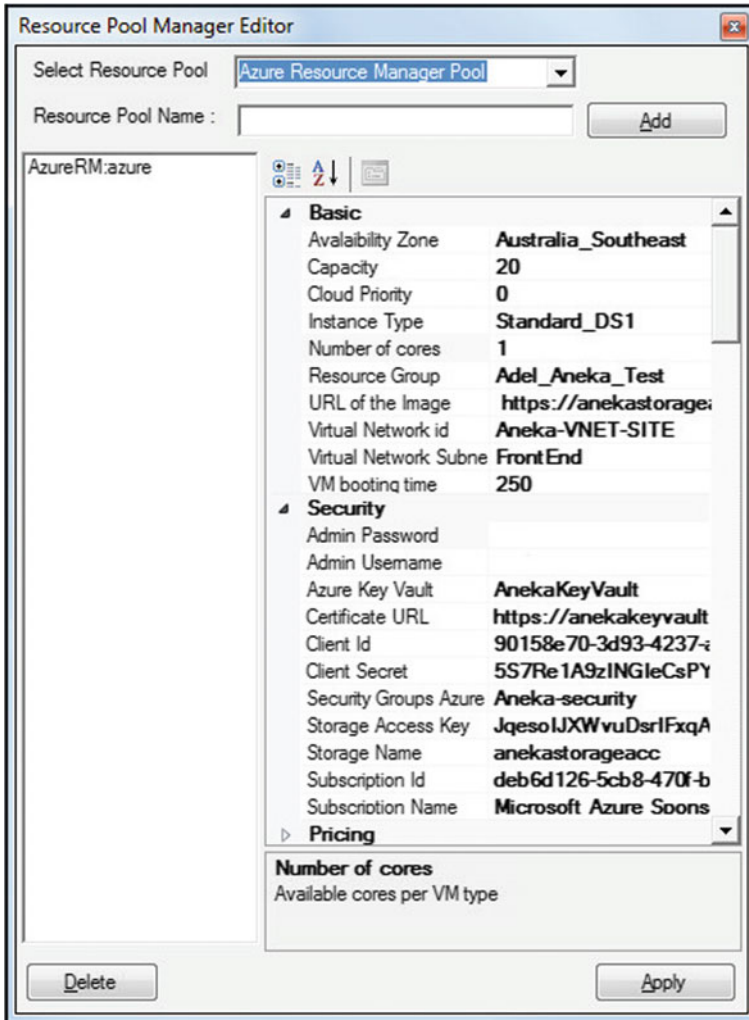 Resource Pool Manager Editor
Select Resource Pool Azure Resource Manager Pool
Resource Pool Name : Add
AzureRM:azure
Basic
Avalaibility Zone Australia_Southeast
Capacity 20
Cloud Priority 0
Instance Type Standard_DS1
Number of cores 1
Resource Group Adel_Aneka_Test
URL of the Image https://anekastoragea
Virtual Network id Aneka-VNET-SITE
Virtual Network Subne FrontEnd
VM booting time 250
Security
Admin Password
Admin Username
Azure Key Vault AnekaKeyVault
Certificate URL https://anekakeyvault
Client Id 90158e70-3d93-4237-a
Client Secret 5S7Re1A9zINGIeCsPY
Security Groups Azure Aneka-security
Storage Access Key JqesolJXWvuDsrIFxqA
Storage Name anekastorageacc
Subscription Id deb6d126-5cb8-470f-b
Subscription Name Microsoft Azure Spons
Pricing
Number of cores
Available cores per VM type
Delete Apply